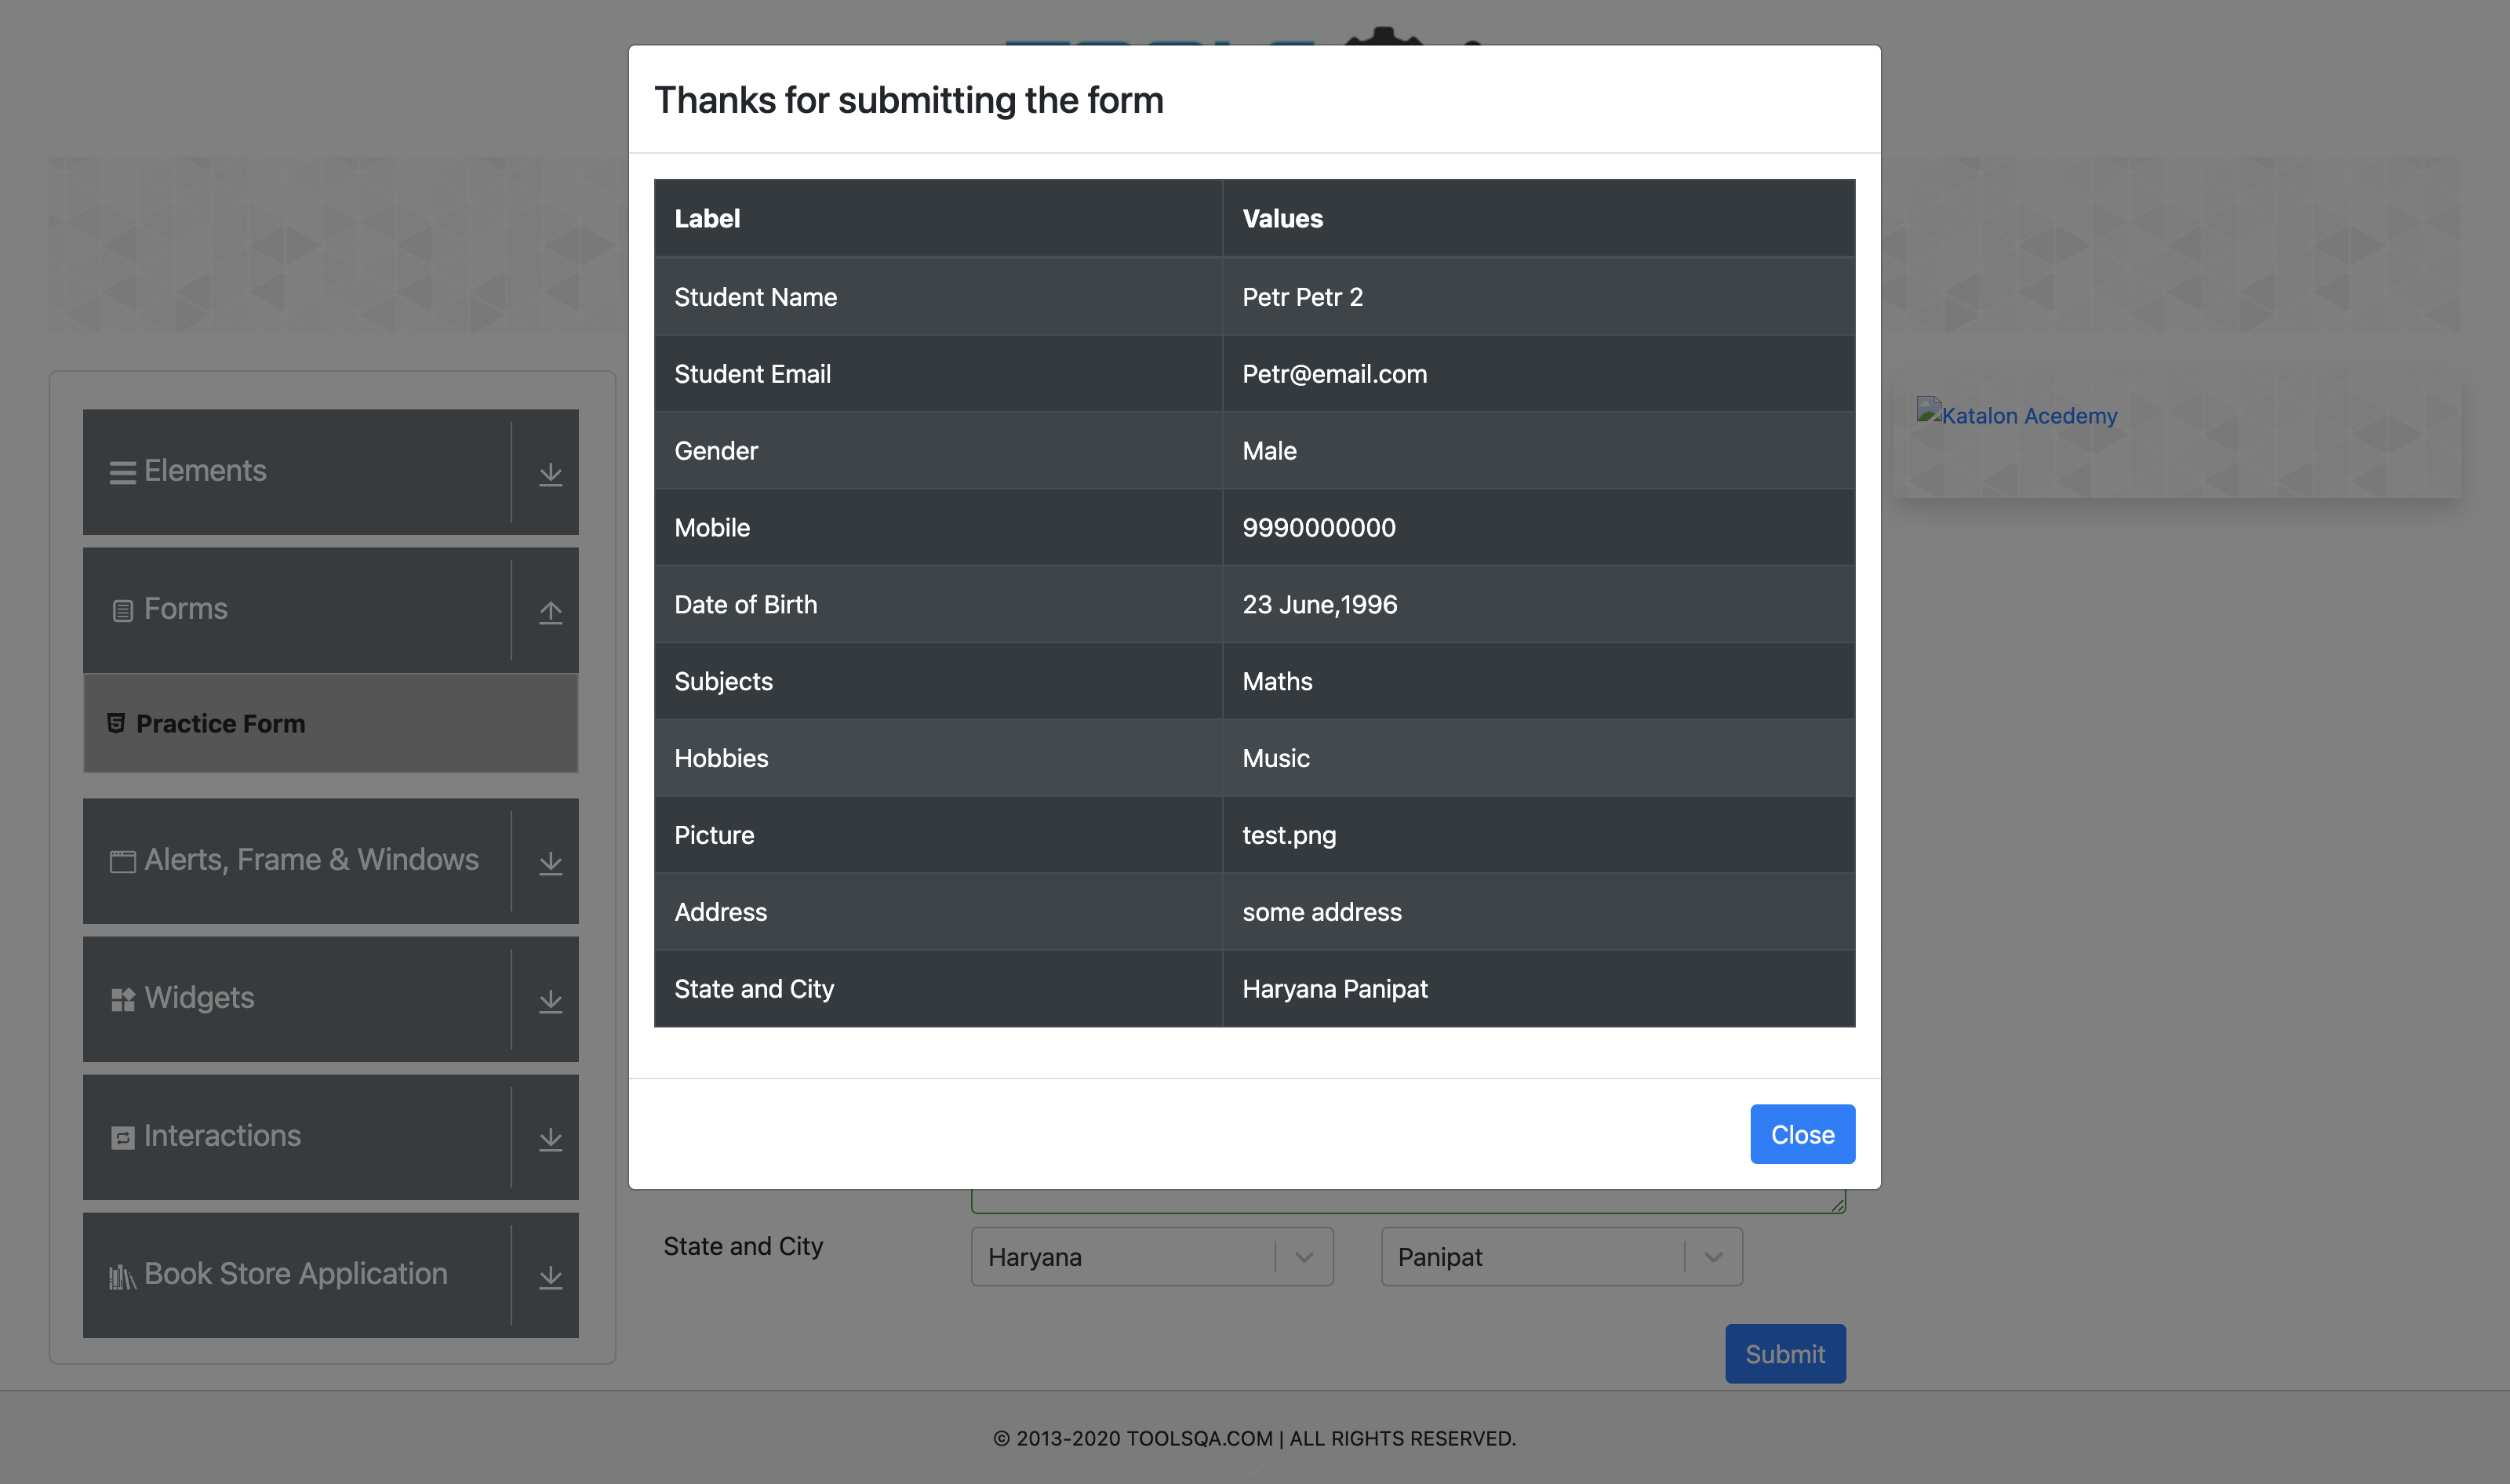 Thanks for submitting the form
Label Values
Student Name Petr Petr 2
Student Email Petr@email.com
Gender Male
Mobile 9990000000
Date of Birth 23 June,1996
Subjects Maths
Hobbies Music
Picture test.png
Address some address
State and City Haryana Panipat
Close
Elements
Forms
Practice Form
Alerts, Frame & Windows
Widgets
Interactions
Book Store Application
Katalon Acedemy
State and City Haryana Panipat
Submit
© 2013-2020 TOOLSQA.COM | ALL RIGHTS RESERVED.